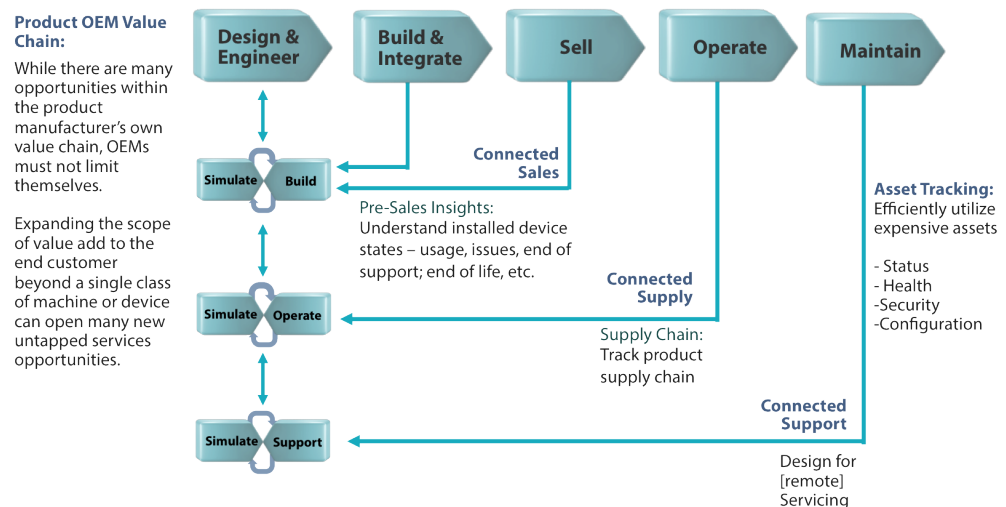 Product OEM Value
Chain:
While there are many
opportunities within
the product
manufacturer's own
value chain, OEMs
must not limit
themselves.
Expanding the scope
of value add to the
end customer
beyond a single class
of machine or device
can open many new
untapped services
opportunities.
Design &
Engineer
Build &
Integrate
Sell
Operate
Maintain
Simulate
Build
Connected
Sales
Pre-Sales Insights:
Understand installed device
states – usage, issues, end of
support; end of life, etc.
Simulate
Operate
Connected
Supply
Supply Chain:
Track product
supply chain
Simulate
Support
Connected
Support
Design for
[remote]
Servicing
Asset Tracking:
Efficiently utilize
expensive assets
- Status
- Health
-Security
-Configuration